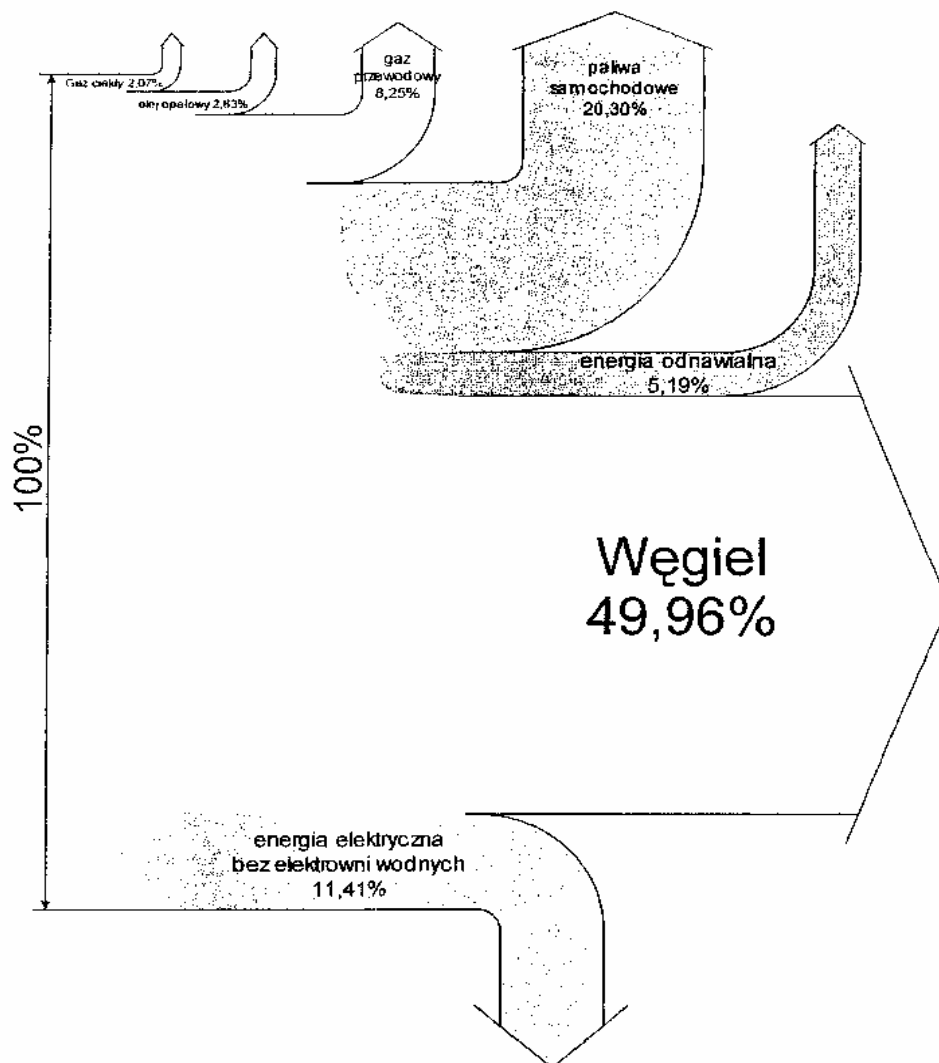 Gaz ciekły 2,07%
olej opałowy 2,83%
gaz
przewodowy
8,25%
paliwa
samochodowe
20,30%
energia odnawialna
5,19%
100%
Węgiel
49,96%
energia elektryczna
bez elektrowni wodnych
11,41%